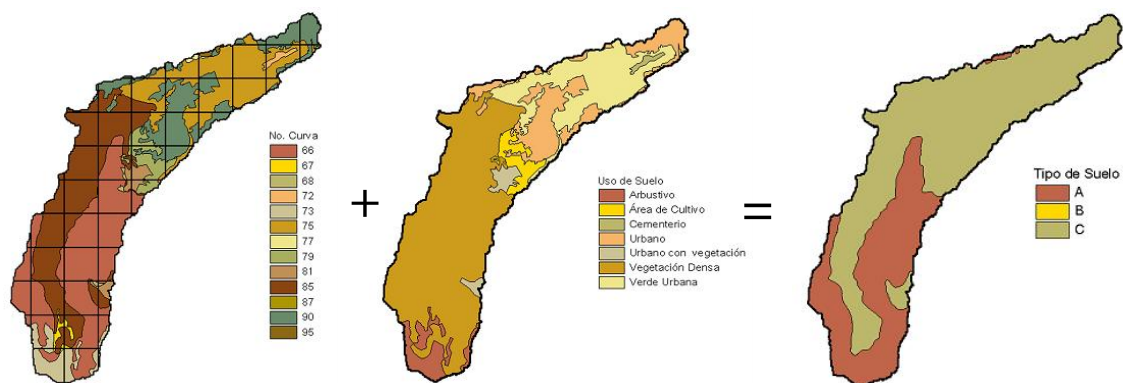 No. Curva
66
67
68
72
73
75
77
79
81
85
87
90
95
+
Uso de Suelo
Arbustivo
Área de Cultivo
Cementerio
Urbano
Urbano con vegetación
Vegetación Densa
Verde Urbana
=
Tipo de Suelo
A
B
C